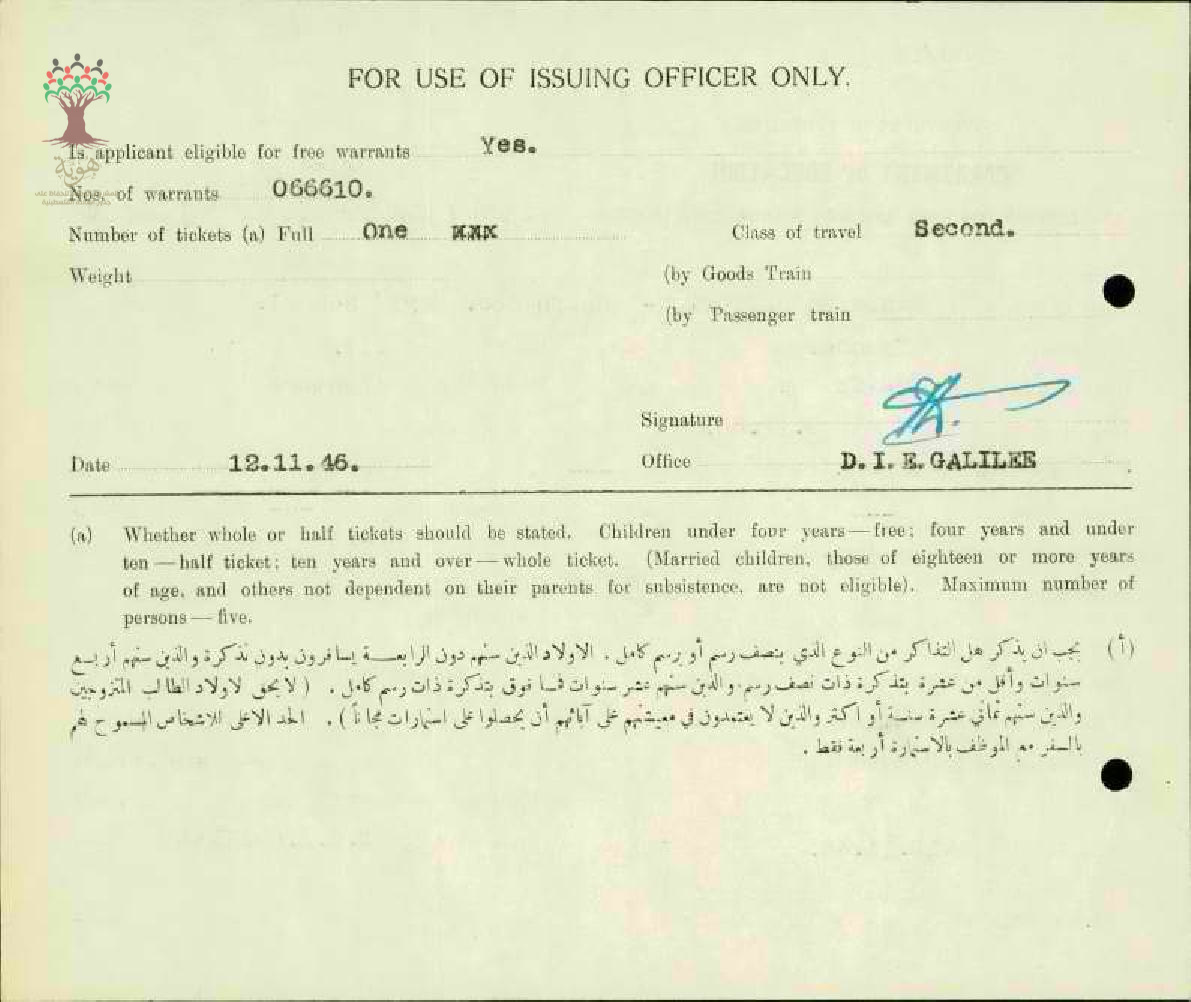 FOR USE OF ISSUING OFFICER ONLY.
Is applicant eligible for free warrants Yes.
هوية
Nos. of warrants 066610.
Number of tickets (a) Full One xxx Class of travel Second.
Weight (by Goods Train
(by Passenger train
Signature
Date 12.11.46. Office D. I. E. GALILEE
(a) Whether whole or half tickets should be stated. Children under four years—free; four years and under
ten—half ticket; ten years and over—whole ticket. (Married children, those of eighteen or more years
of age, and others not dependent on their parents for subsistence, are not eligible). Maximum number of
persons—five.
(أ) يجب ان يذكر هل التذاكر من النوع الذي بنصف رسم أو رسم كامل. الاولاد الذين سنهم دون الرابعة يسافرون بدون تذكرة والذين سنهم أربع
سنوات وأقل من عشرة بتذكرة ذات نصف رسم والذين سنهم عشر سنوات فما فوق بتذكرة ذات رسم كامل. (لا يحق لاولاد الطالب المتزوجين
والذين سنهم ثماني عشرة سنة أو اكثر والذين لا يعتمدون في معيشتهم على آبائهم أن يحصلوا على استمارات مجاناً). الحد الاعلى للاشخاص المسموح لهم
بالسفر مع الموظف بالاستمارة أربعة فقط.